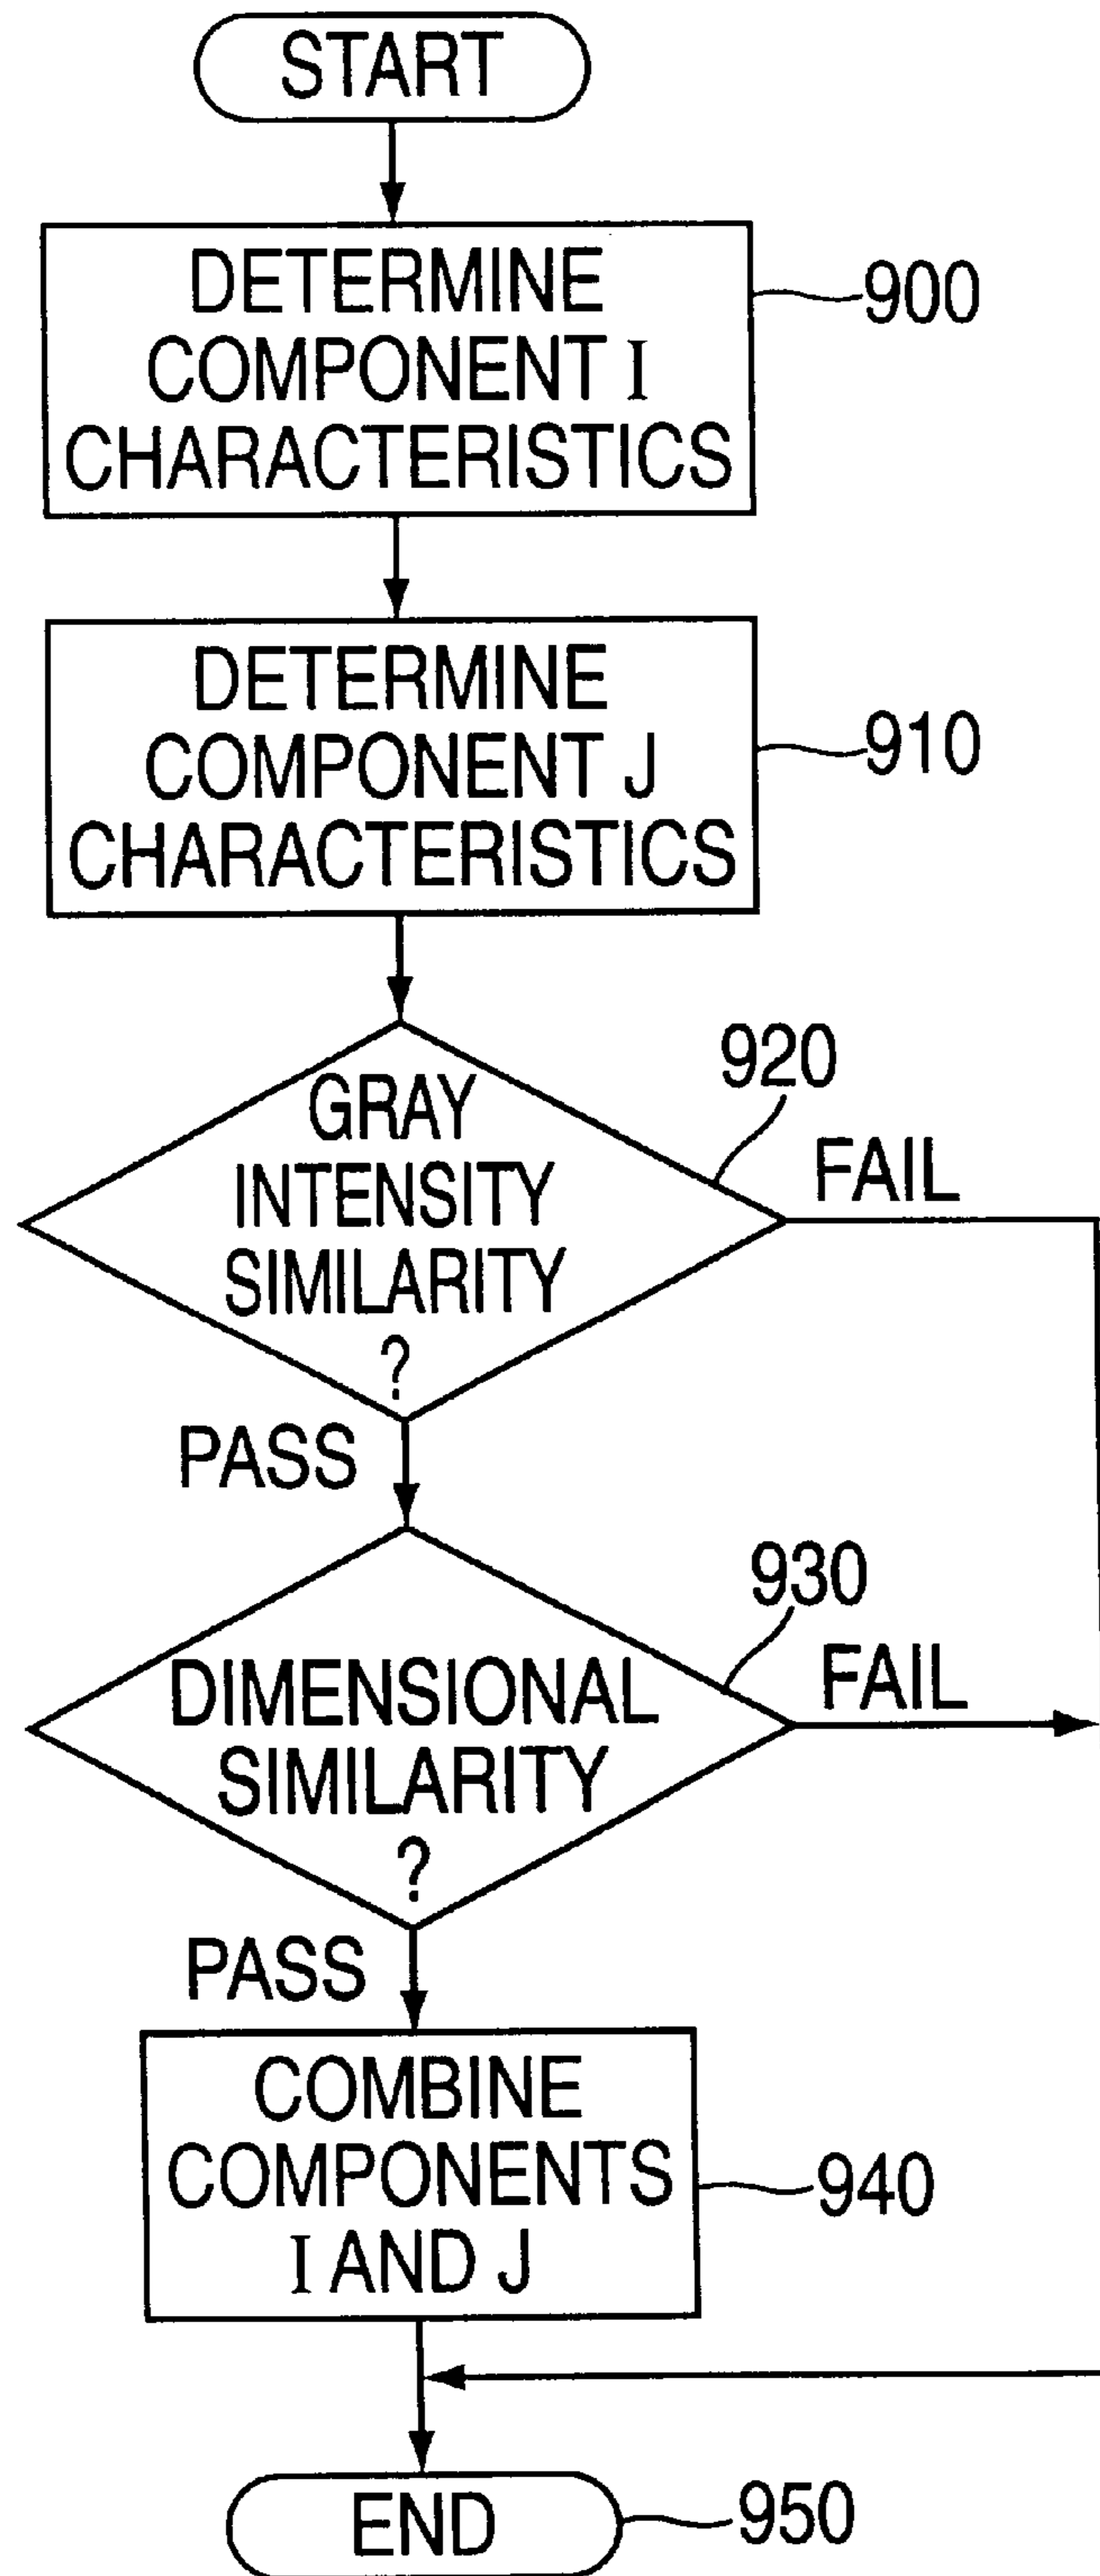 START
DETERMINE
COMPONENT I
CHARACTERISTICS
900
DETERMINE
COMPONENT J
CHARACTERISTICS
910
GRAY
INTENSITY
SIMILARITY
?
920
FAIL
PASS
DIMENSIONAL
SIMILARITY
?
930
FAIL
PASS
COMBINE
COMPONENTS
I AND J
940
END
950